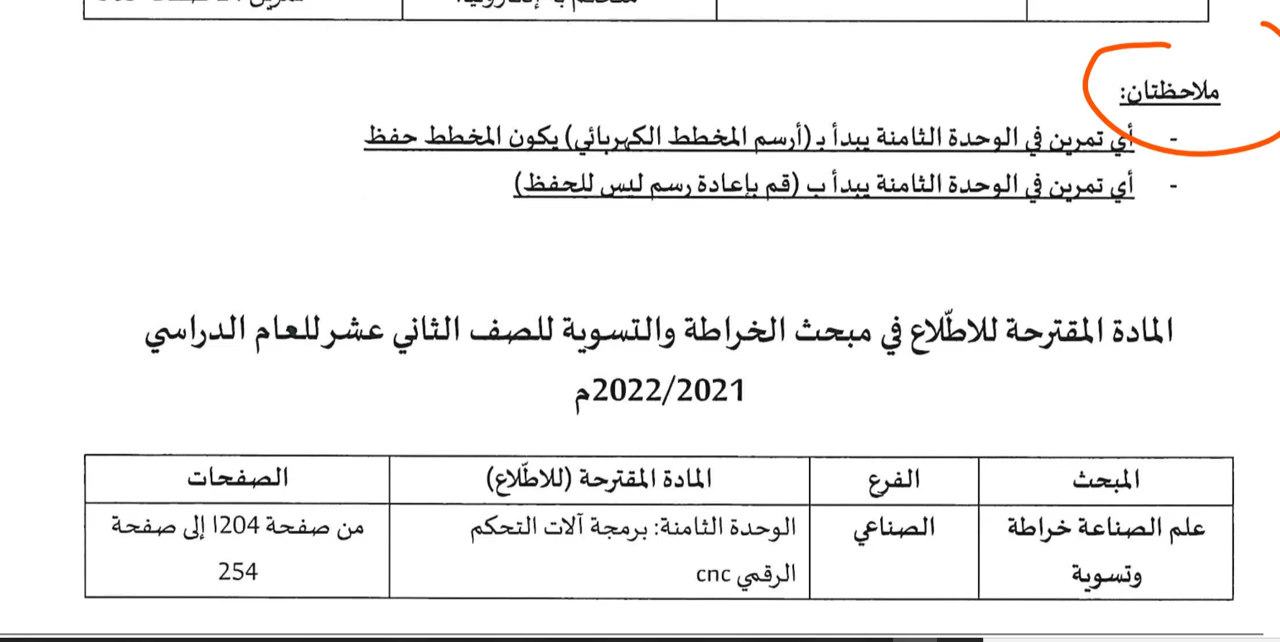 ملاحظتان:
- أي تمرين في الوحدة الثامنة يبدأ بـ (أرسم المخطط الكهربائي) يكون المخطط حفظ
- أي تمرين في الوحدة الثامنة يبدأ ب (قم بإعادة رسم ليس للحفظ)
المادة المقترحة للاطّلاع في مبحث الخراطة والتسوية للصف الثاني عشر للعام الدراسي
2022/2021م
المبحث الفرع المادة المقترحة (للاطّلاع) الصفحات
علم الصناعة خراطة الصناعي الوحدة الثامنة: برمجة آلات التحكم من صفحة 204ا إلى صفحة
وتسوية الرقمي cnc 254